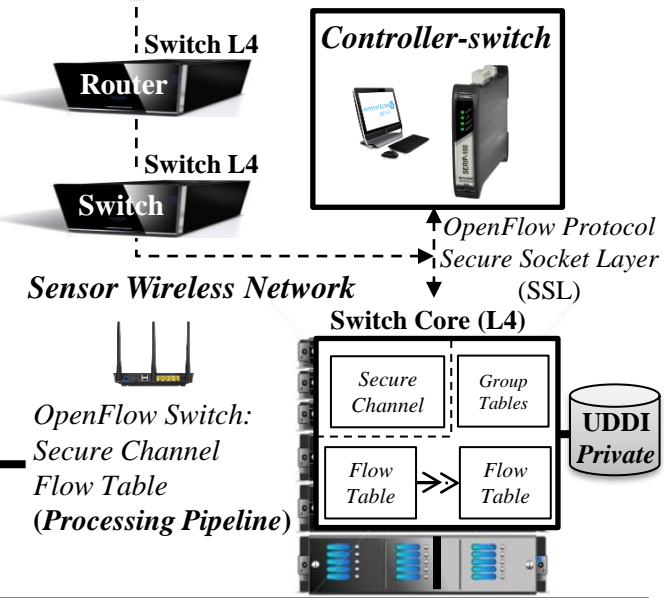 Switch L4
Router
Switch L4
Switch
Controller-switch
SERIP-100
OpenFlow Protocol
Secure Socket Layer
(SSL)
Sensor Wireless Network
Switch Core (L4)
OpenFlow Switch:
Secure Channel
Flow Table
(Processing Pipeline)
Secure
Channel
Group
Tables
Flow
Table
Flow
Table
UDDI
Private